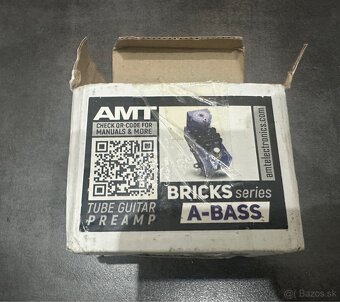 AMT
CHECK QR-CODE FOR
MANUALS & MORE
TUBE GUITAR
PREAMP
BRICKS series
A-BASS
amtelectronics.com
Bazos.sk